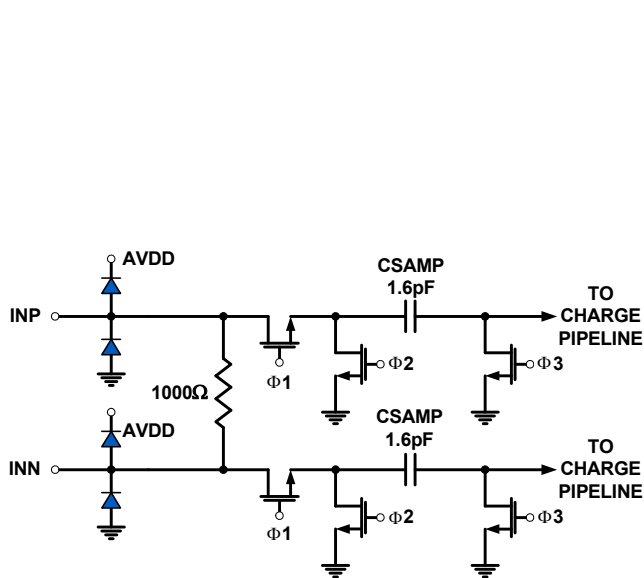 AVDD
CSAMP
1.6pF
TO
CHARGE
PIPELINE
INP
Φ1
Φ2
Φ3
1000Ω
AVDD
CSAMP
1.6pF
TO
CHARGE
PIPELINE
INN
Φ1
Φ2
Φ3